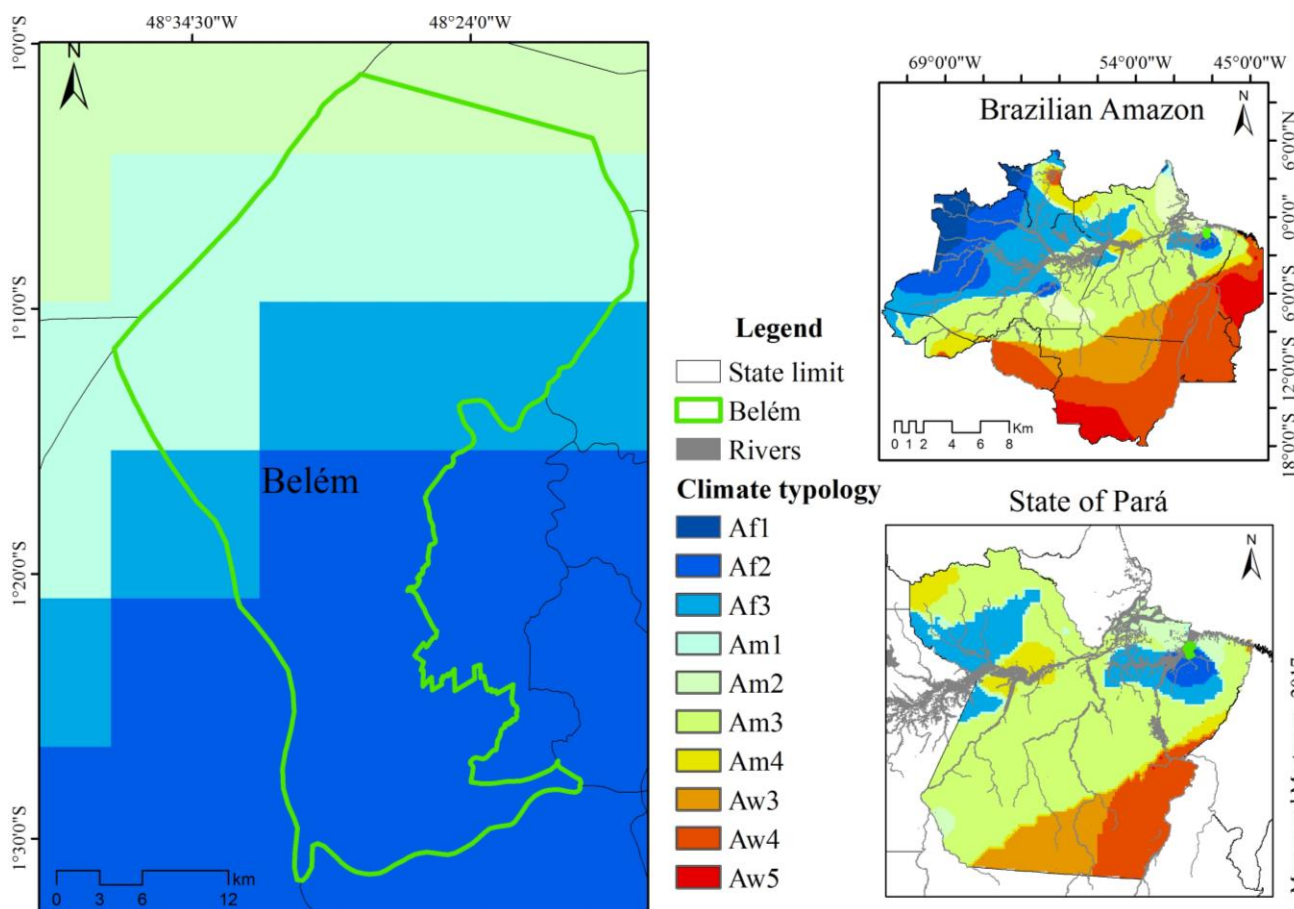 48°34'30"W
48°24'0"W
1°0'0"S
1°10'0"S
1°20'0"S
1°30'0"S
N
Belém
0 3 6 12 km
Legend
State limit
Belém
Rivers
Climate typology
Af1
Af2
Af3
Am1
Am2
Am3
Am4
Aw3
Aw4
Aw5
69°0'0"W
54°0'0"W
45°0'0"W
Brazilian Amazon
N
6°0'0"N
0°0'0"
6°0'0"S
12°0'0"S
18°0'0"S
0 1 2 4 6 8 Km
State of Pará
N